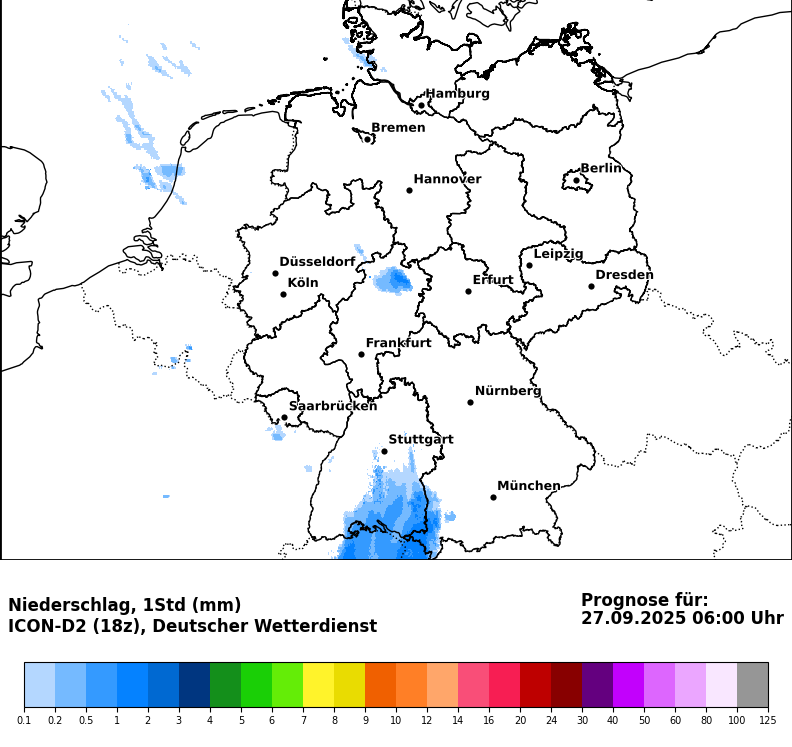 Hamburg
Bremen
Berlin
Hannover
Leipzig
Düsseldorf
Dresden
Köln
Erfurt
Frankfurt
Nürnberg
Saarbrücken
Stuttgart
München
Niederschlag, 1Std (mm)
ICON-D2 (18z), Deutscher Wetterdienst
Prognose für:
27.09.2025 06:00 Uhr
0.1 0.2 0.5 1 2 3 4 5 6 7 8 9 10 12 14 16 20 24 30 40 50 60 80 100 125